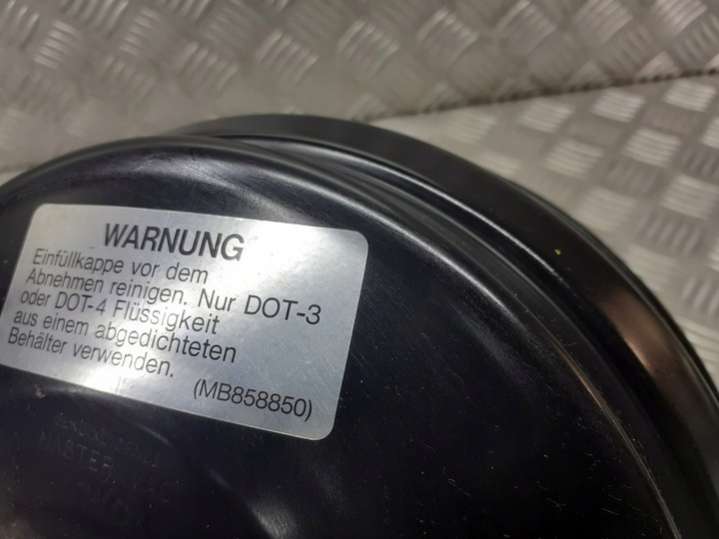 WARNUNG
Einfüllkappe vor dem
Abnehmen reinigen. Nur DOT-3
oder DOT-4 Flüssigkeit
aus einem abgedichteten
Behälter verwenden.
(MB858850)
MASTER